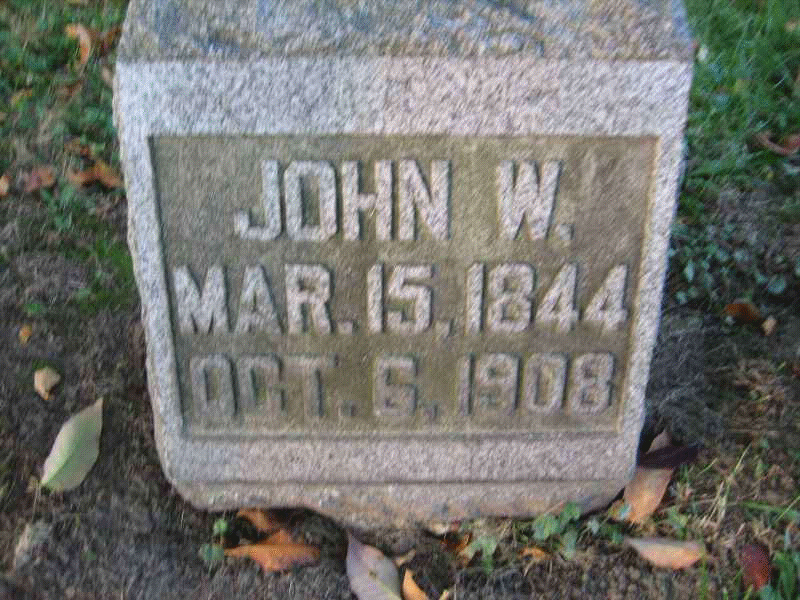 JOHN W.
MAR. 15, 1844
OCT. 6, 1908